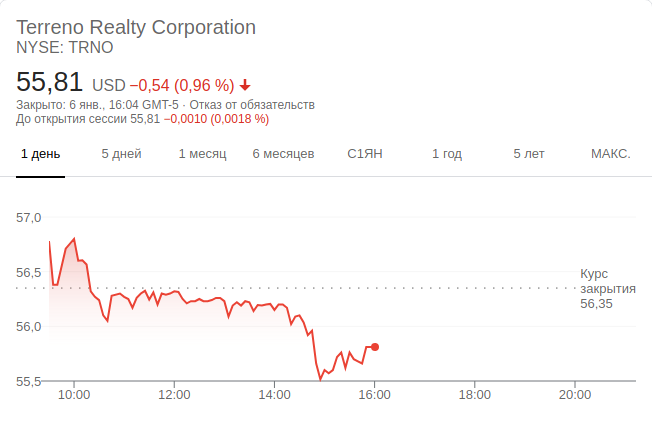 Terreno Realty Corporation
NYSE: TRNO
55,81 USD −0,54 (0,96 %)
Закрыто: 6 янв., 16:04 GMT-5 · Отказ от обязательств
До открытия сессии 55,81 −0,0010 (0,0018 %)
1 день 5 дней 1 месяц 6 месяцев С1ЯН 1 год 5 лет МАКС.
57,0
56,5
Курс
закрытия
56,35
56,0
55,5
10:00 12:00 14:00 16:00 18:00 20:00